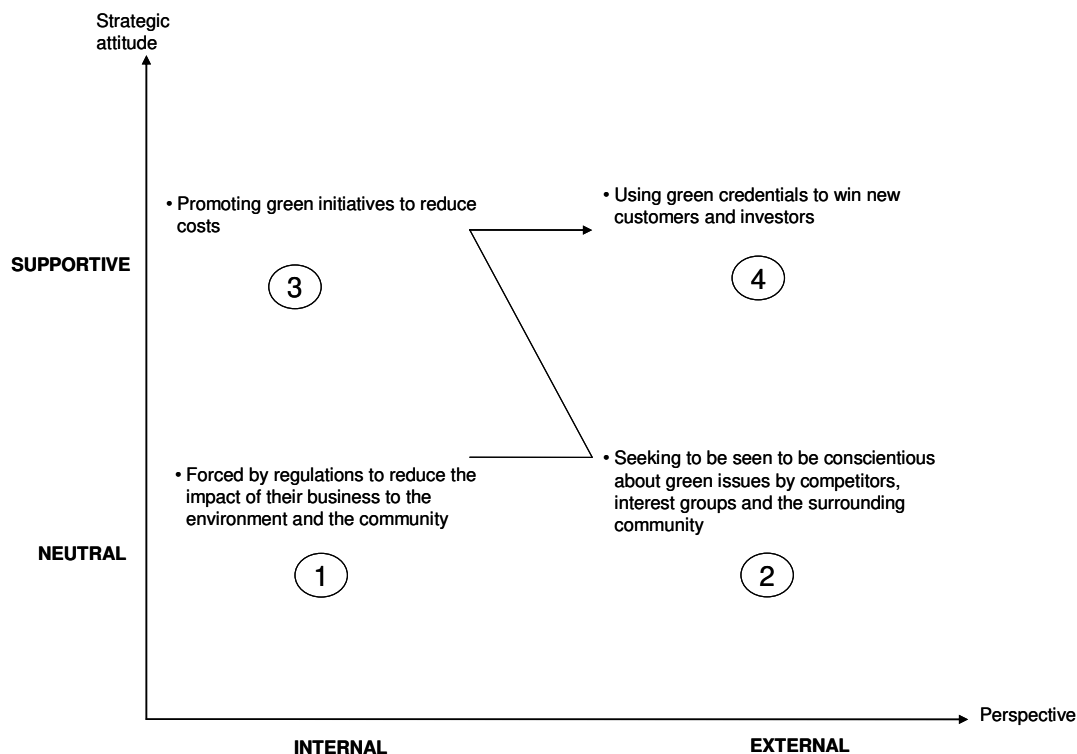 Strategic
attitude
• Promoting green initiatives to reduce
costs
• Using green credentials to win new
customers and investors
SUPPORTIVE
3
4
• Forced by regulations to reduce the
impact of their business to the
environment and the community
• Seeking to be seen to be conscientious
about green issues by competitors,
interest groups and the surrounding
community
NEUTRAL
1
2
Perspective
INTERNAL
EXTERNAL